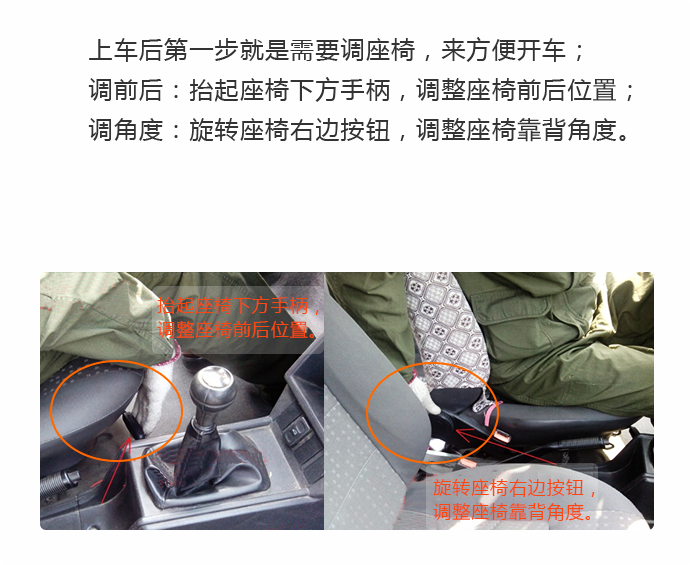 上车后第一步就是需要调座椅，来方便开车；
调前后：抬起座椅下方手柄，调整座椅前后位置；
调角度：旋转座椅右边按钮，调整座椅靠背角度。
抬起座椅下方手柄，
调整座椅前后位置。
旋转座椅右边按钮，
调整座椅靠背角度。